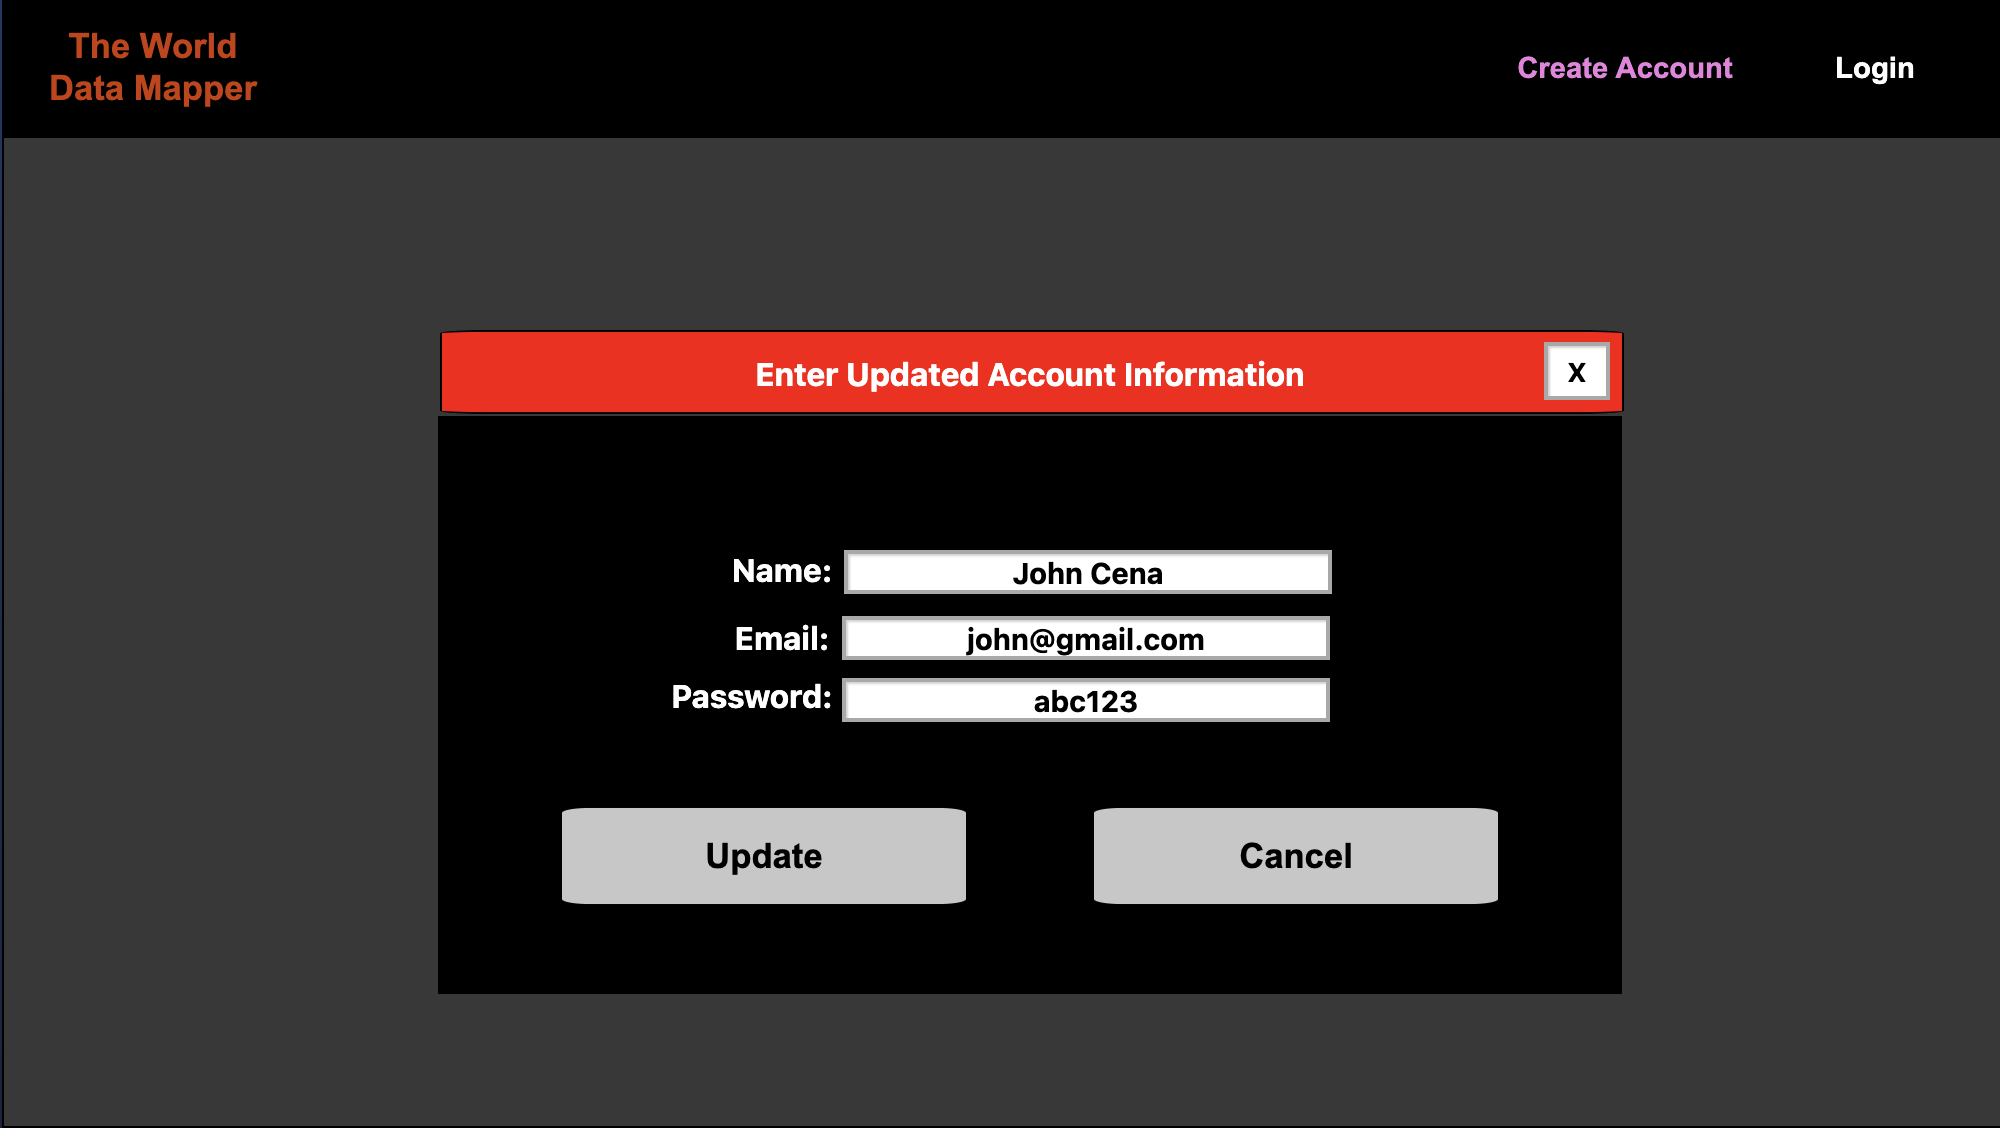 The World
Data Mapper
Create Account
Login
Enter Updated Account Information
X
Name: John Cena
Email: john@gmail.com
Password: abc123
Update
Cancel